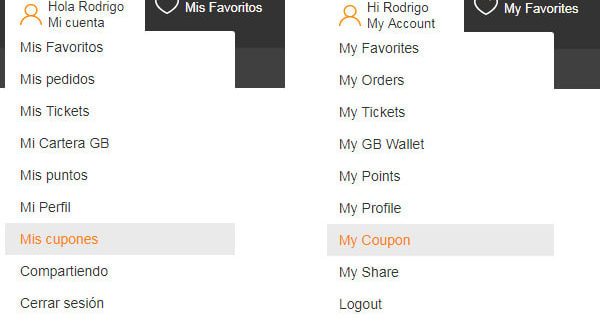 Hola Rodrigo
Mi cuenta
Mis Favoritos
Mis Favoritos
Mis pedidos
Mis Tickets
Mi Cartera GB
Mis puntos
Mi Perfil
Mis cupones
Compartiendo
Cerrar sesión
Hi Rodrigo
My Account
My Favorites
My Favorites
My Orders
My Tickets
My GB Wallet
My Points
My Profile
My Coupon
My Share
Logout